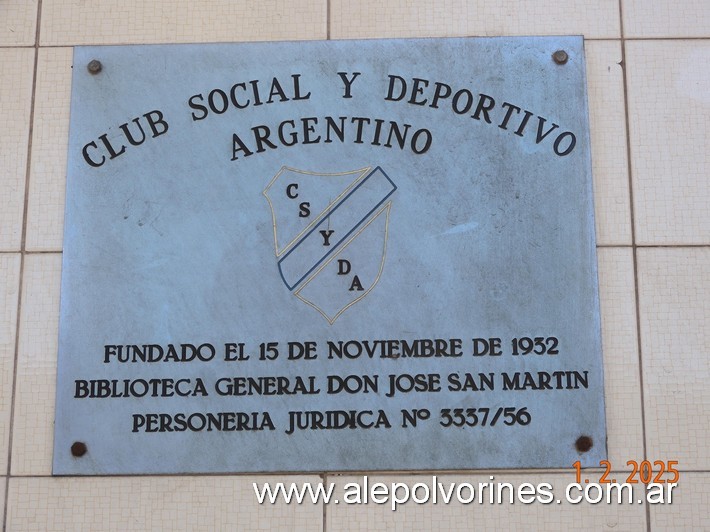 CLUB SOCIAL Y DEPORTIVO
ARGENTINO
C
S
Y
D
A
FUNDADO EL 15 DE NOVIEMBRE DE 1932
BIBLIOTECA GENERAL DON JOSE SAN MARTIN
PERSONERIA JURIDICA Nº 3337/56
1. 2. 2025
www.alepolvorines.com.ar